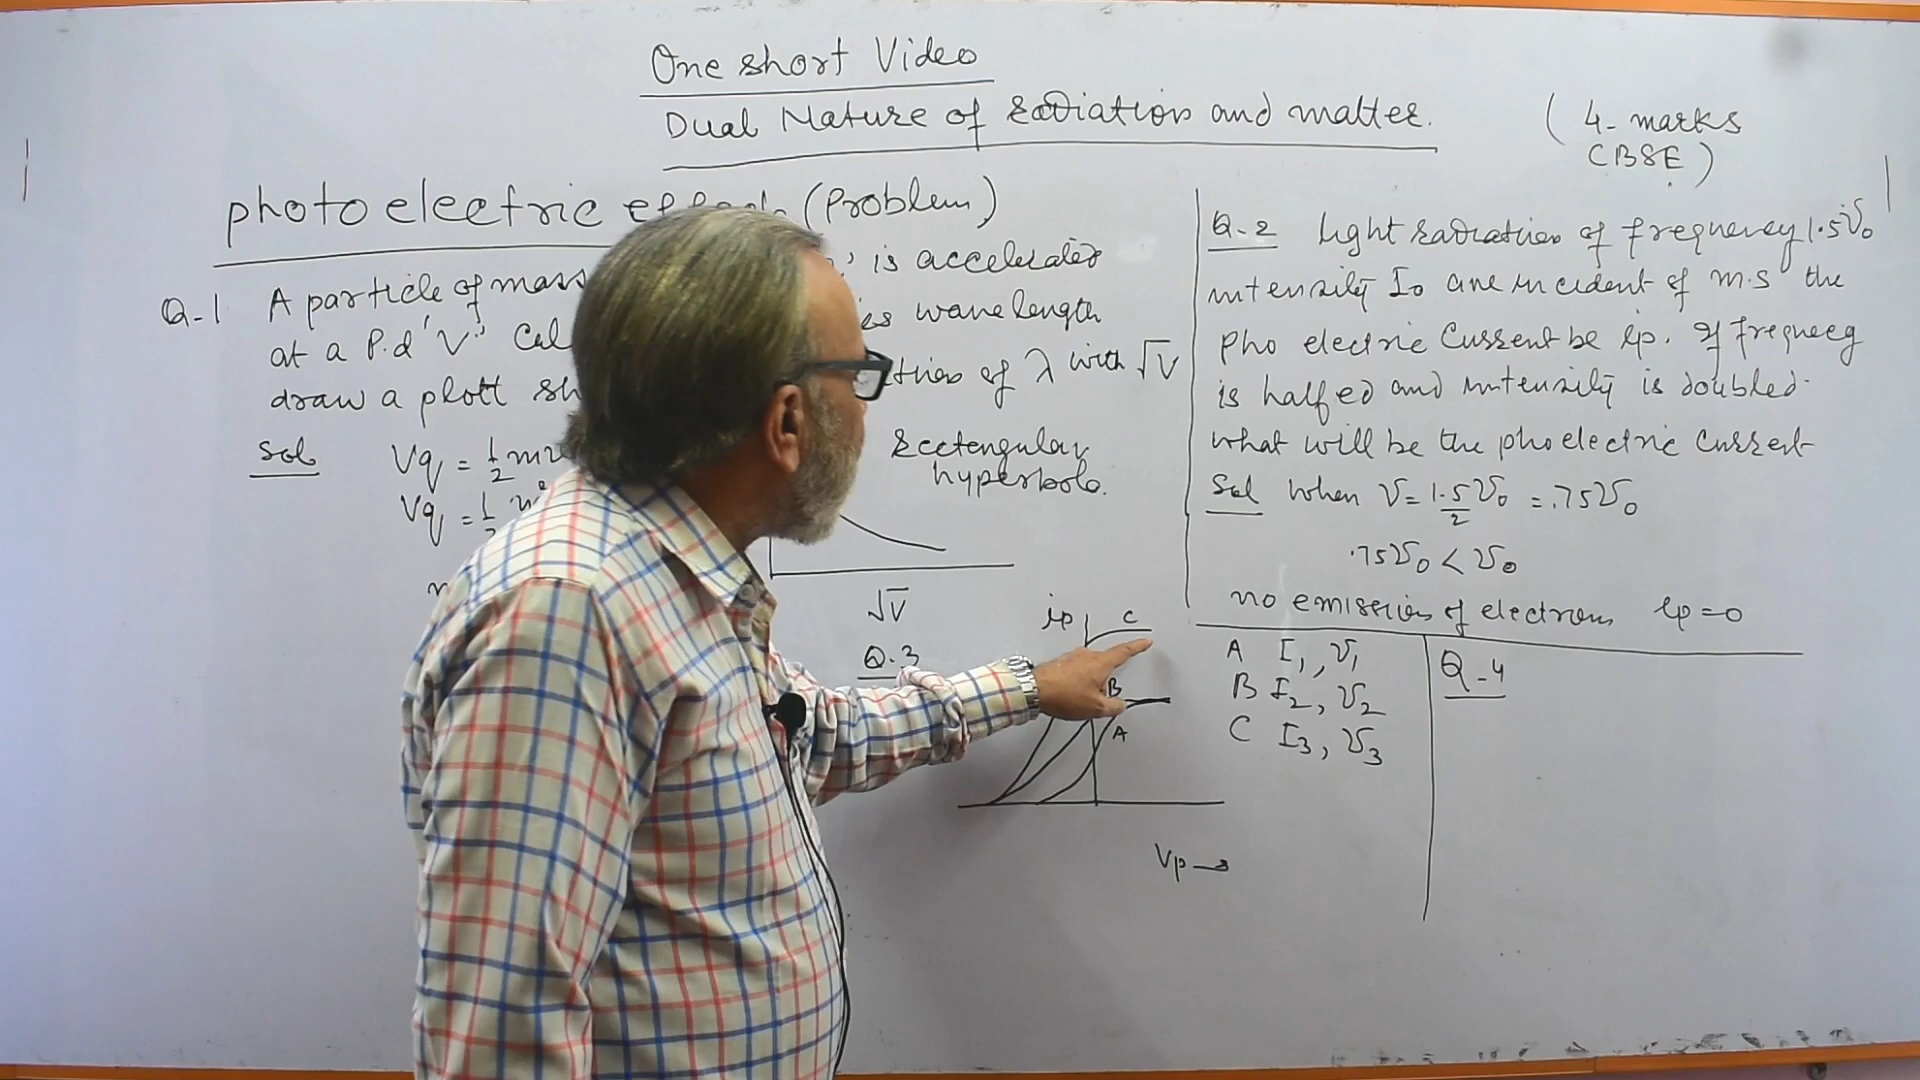 One short Video
Dual Nature of radiation and matter.
( 4- marks
CBSE )
photo electric (Problem)
Q-1 A particle of mass is accelerated
at a P.d 'V' Cal wavelength
draw a plott sh of λ with √V
Sol Vq = 1/2 m
Vq = 1/2
Rectengular
hyperbola.
√V
Q.3
ip
C
B
A
Vp
Q-2 light radiation of frequency 1.5ν₀
intensity I₀ are incident of m.s the
pho electric Current be ip. If frequecy
is halfed and intensity is doubled.
what will be the phoelectric current
Sol when ν = 1.5/2 ν₀ = .75ν₀
.75ν₀ < ν₀
no emission of electrons ip = 0
A I₁, ν₁
B I₂, ν₂
C I₃, ν₃
Q-4